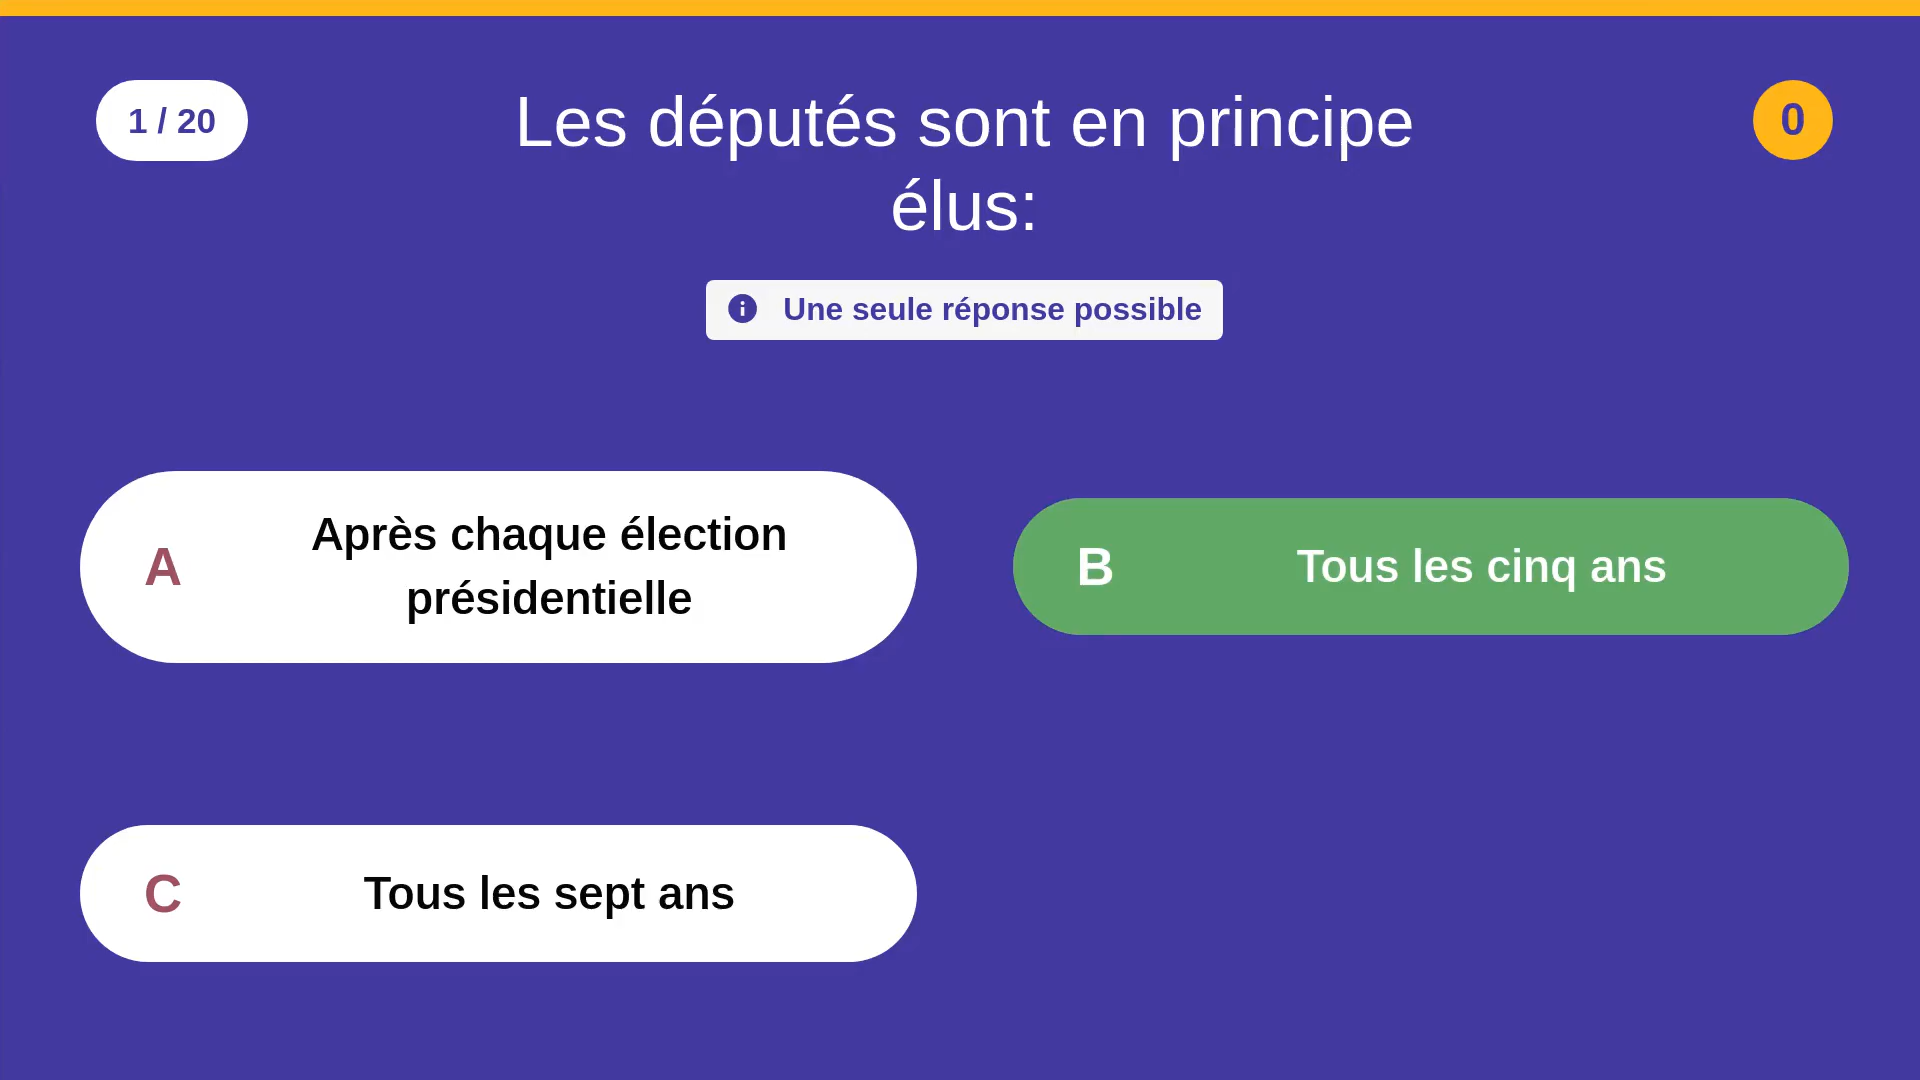 1 / 20
Les députés sont en principe
élus:
0
Une seule réponse possible
A
Après chaque élection
présidentielle
B
Tous les cinq ans
C
Tous les sept ans